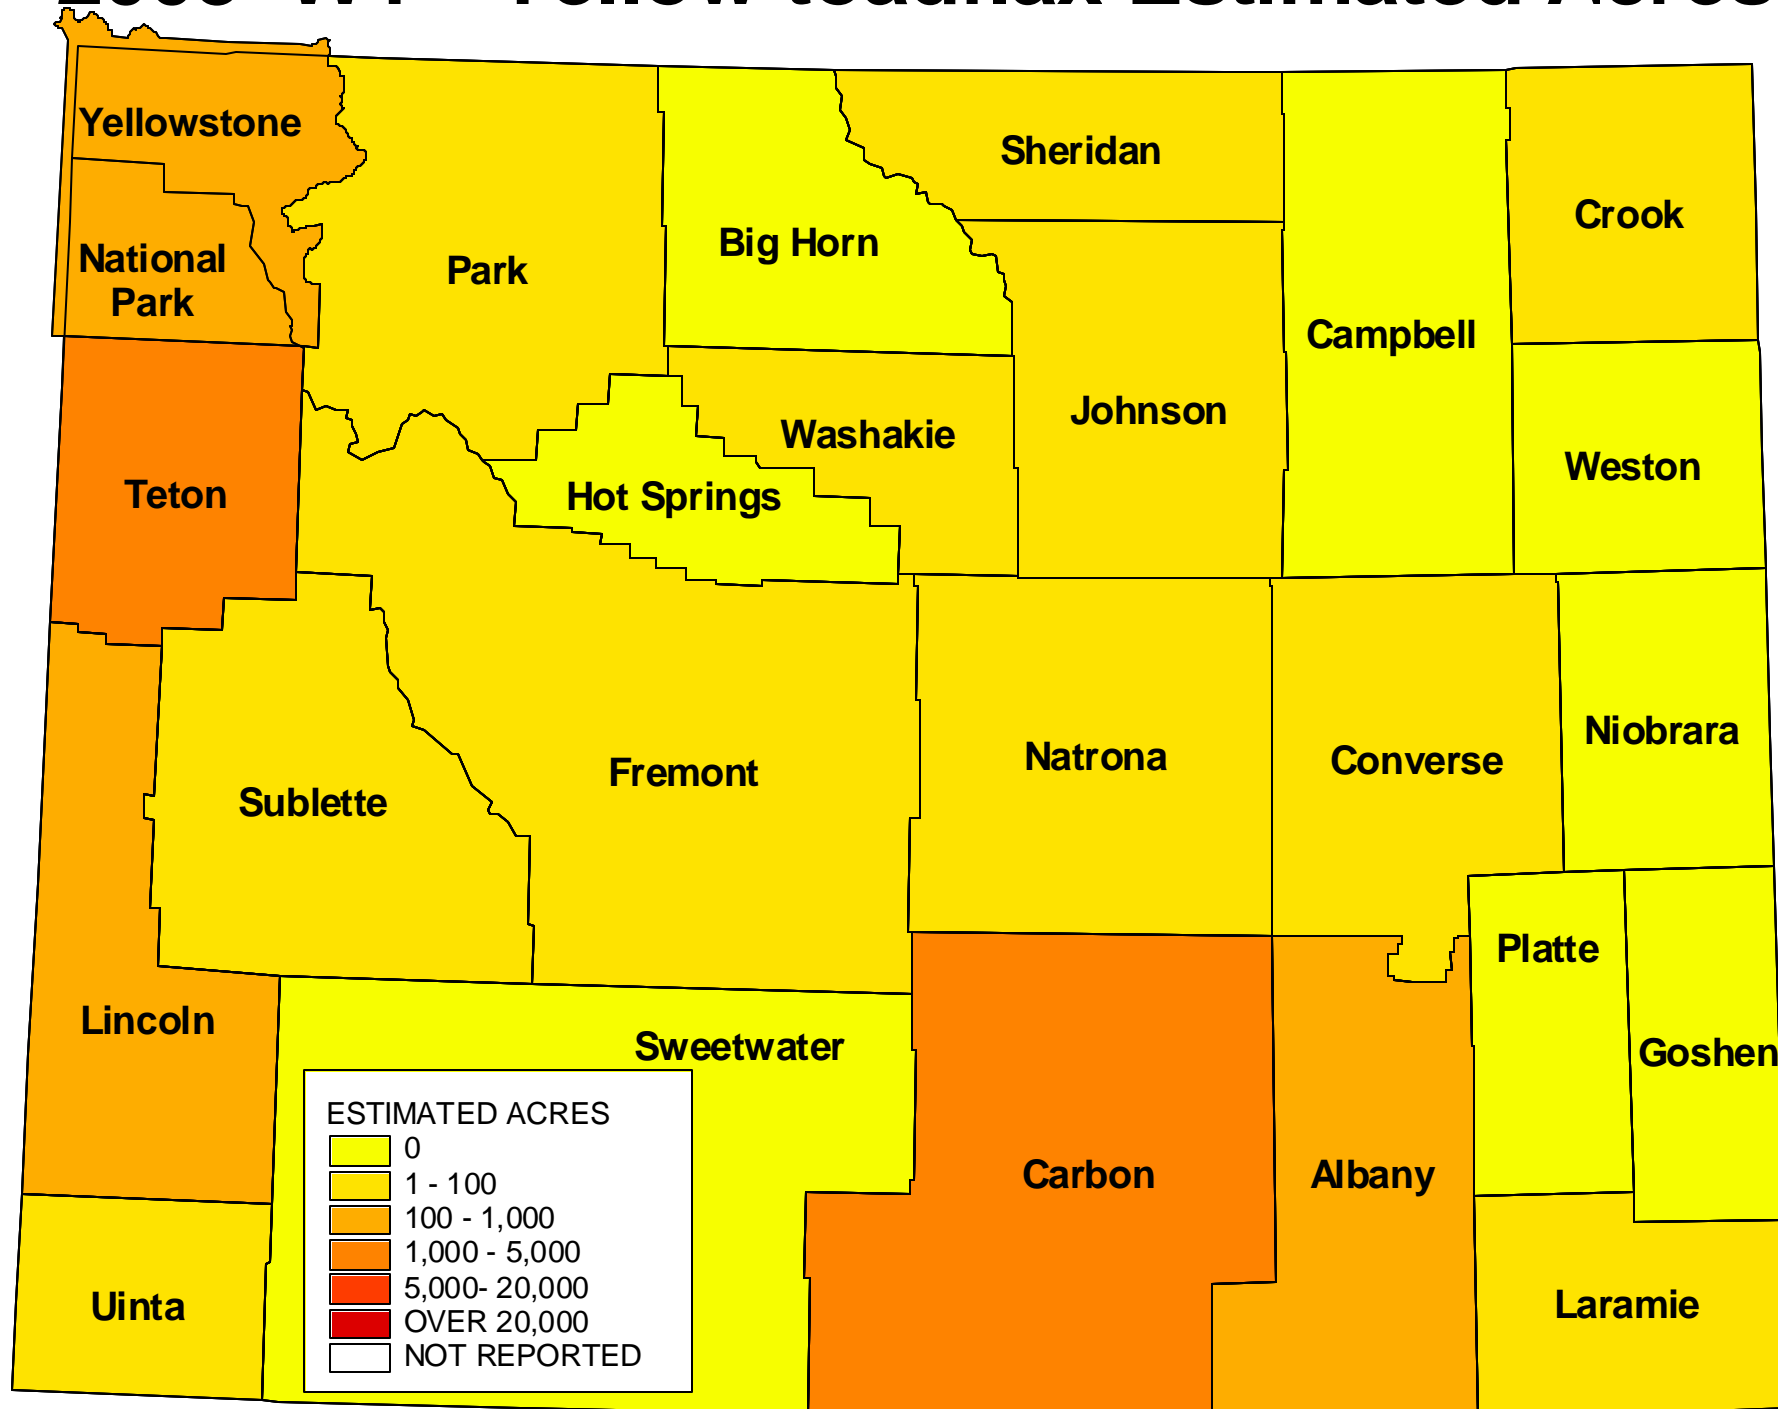 Yellowstone
National
Park
Park
Big Horn
Sheridan
Crook
Campbell
Johnson
Washakie
Weston
Hot Springs
Teton
Niobrara
Natrona
Converse
Fremont
Sublette
Platte
Lincoln
Sweetwater
Goshen
Carbon
Albany
Uinta
Laramie
ESTIMATED ACRES
0
1 - 100
100 - 1,000
1,000 - 5,000
5,000- 20,000
OVER 20,000
NOT REPORTED